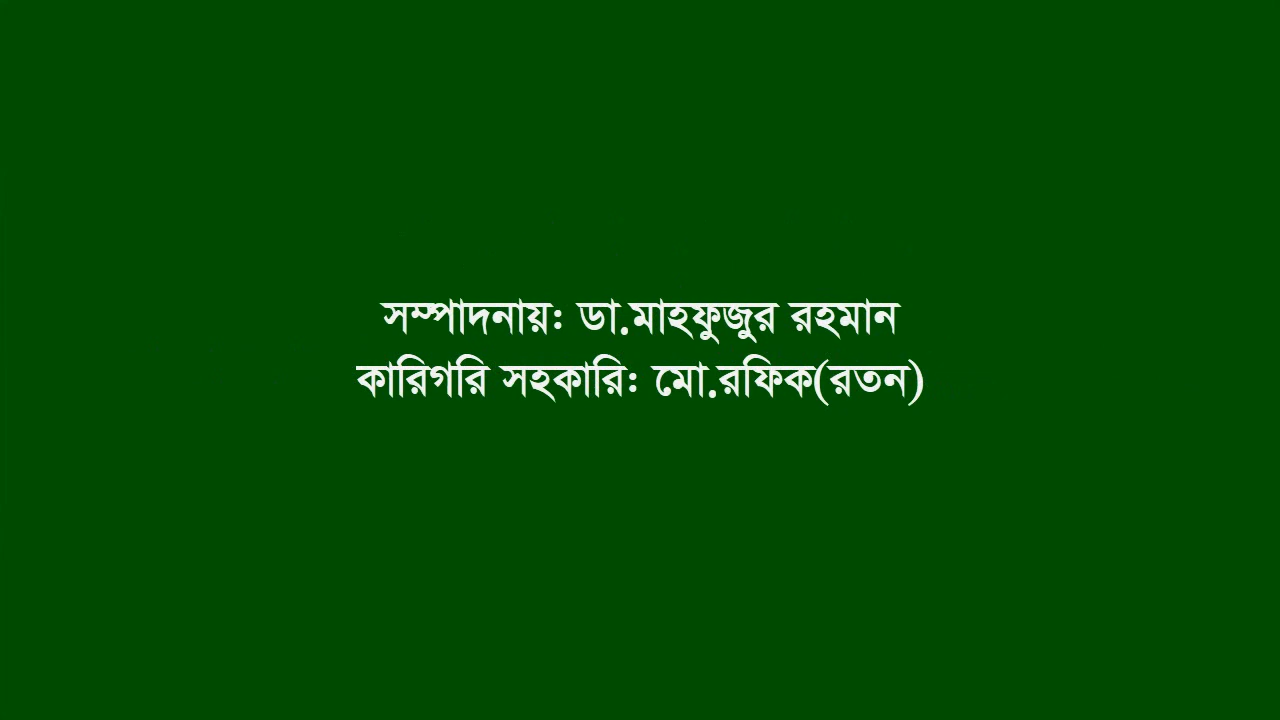 সম্পাদনায়: ডা.মাহফুজুর রহমান
কারিগরি সহকারি: মো.রফিক(রতন)